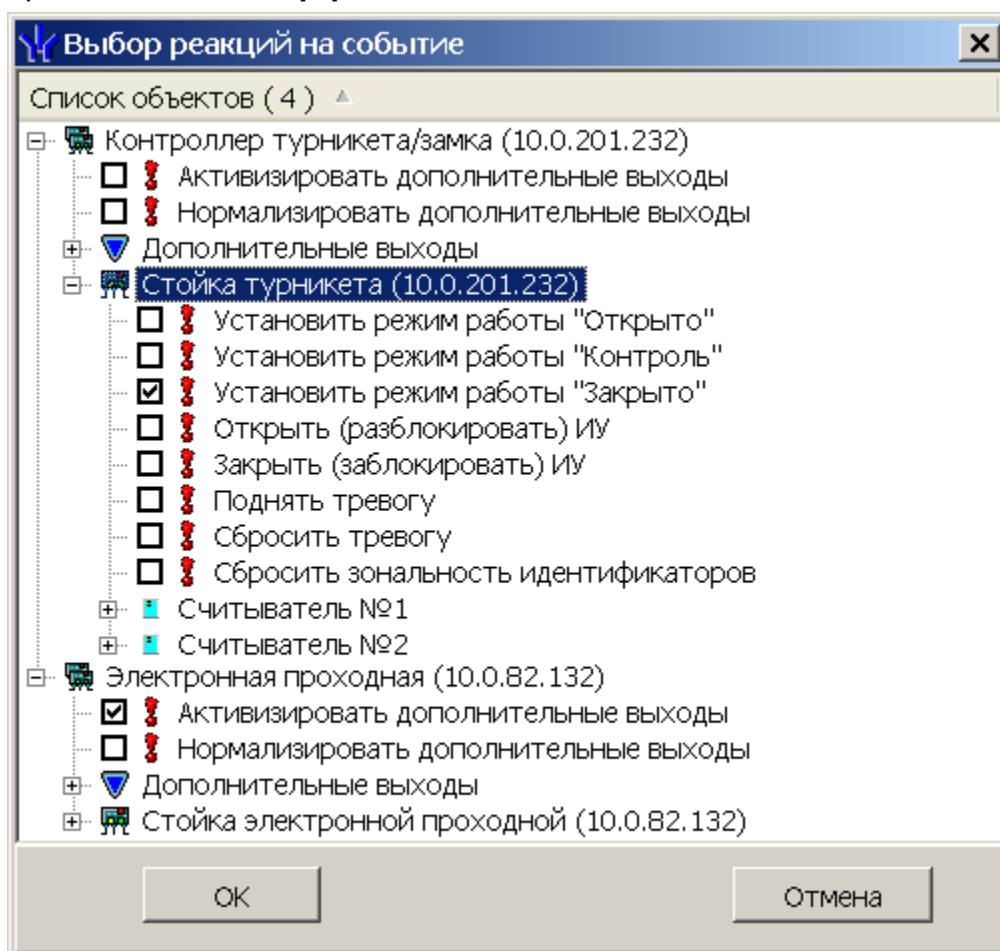 Выбор реакций на событие
Список объектов ( 4 )
Контроллер турникета/замка (10.0.201.232)
Активизировать дополнительные выходы
Нормализировать дополнительные выходы
Дополнительные выходы
Стойка турникета (10.0.201.232)
Установить режим работы "Открыто"
Установить режим работы "Контроль"
Установить режим работы "Закрыто"
Открыть (разблокировать) ИУ
Закрыть (заблокировать) ИУ
Поднять тревогу
Сбросить тревогу
Сбросить зональность идентификаторов
Считыватель №1
Считыватель №2
Электронная проходная (10.0.82.132)
Активизировать дополнительные выходы
Нормализировать дополнительные выходы
Дополнительные выходы
Стойка электронной проходной (10.0.82.132)
OK Отмена